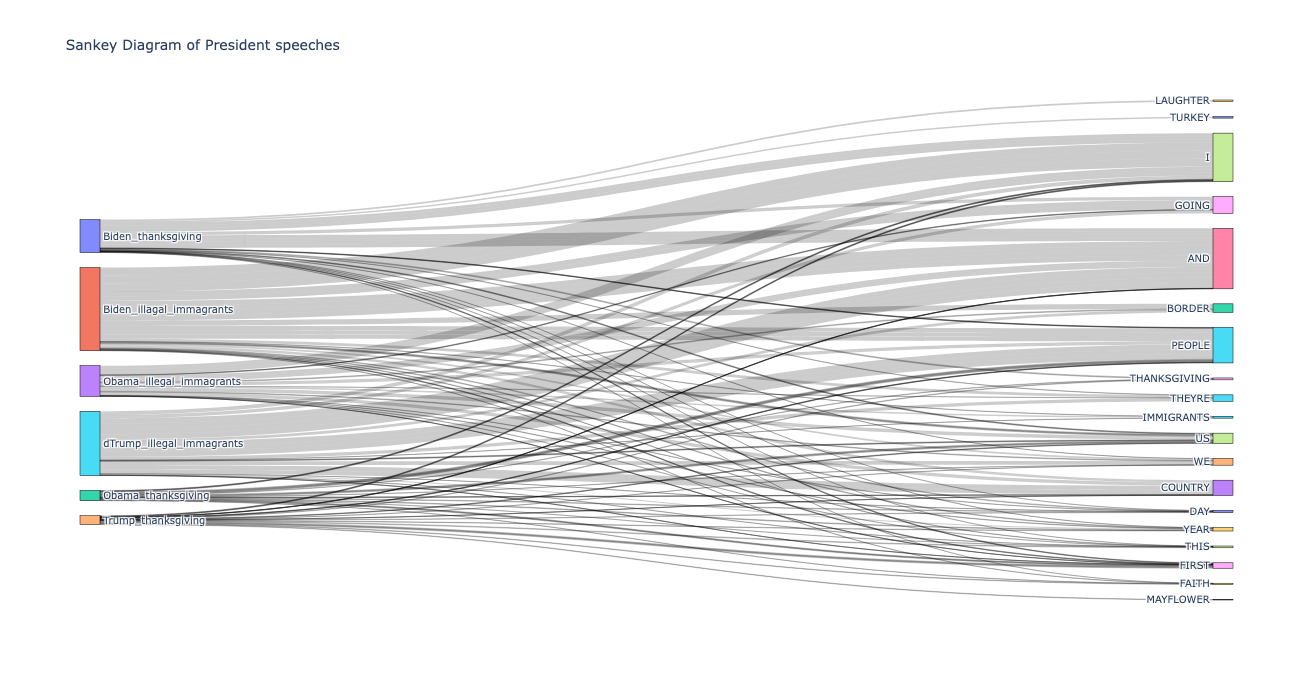 Sankey Diagram of President speeches
Biden_thanksgiving
Biden_illagal_immagrants
Obama_illegal_immagrants
dTrump_illegal_immagrants
Obama_thanksgiving
Trump_thanksgiving
LAUGHTER
TURKEY
I
GOING
AND
BORDER
PEOPLE
THANKSGIVING
THEYRE
IMMIGRANTS
US
WE
COUNTRY
DAY
YEAR
THIS
FIRST
FAITH
MAYFLOWER